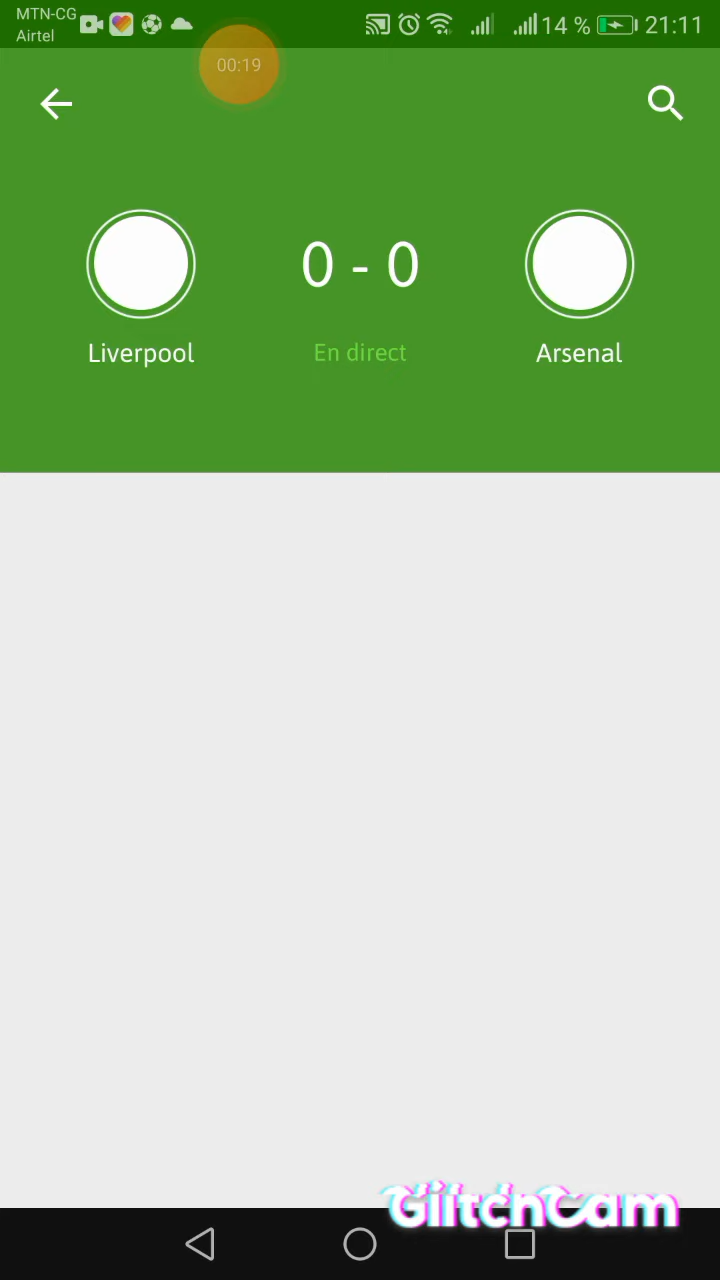 MTN-CG
Airtel
14 % 21:11
00:19
0 - 0
Liverpool
En direct
Arsenal
GlitchCam